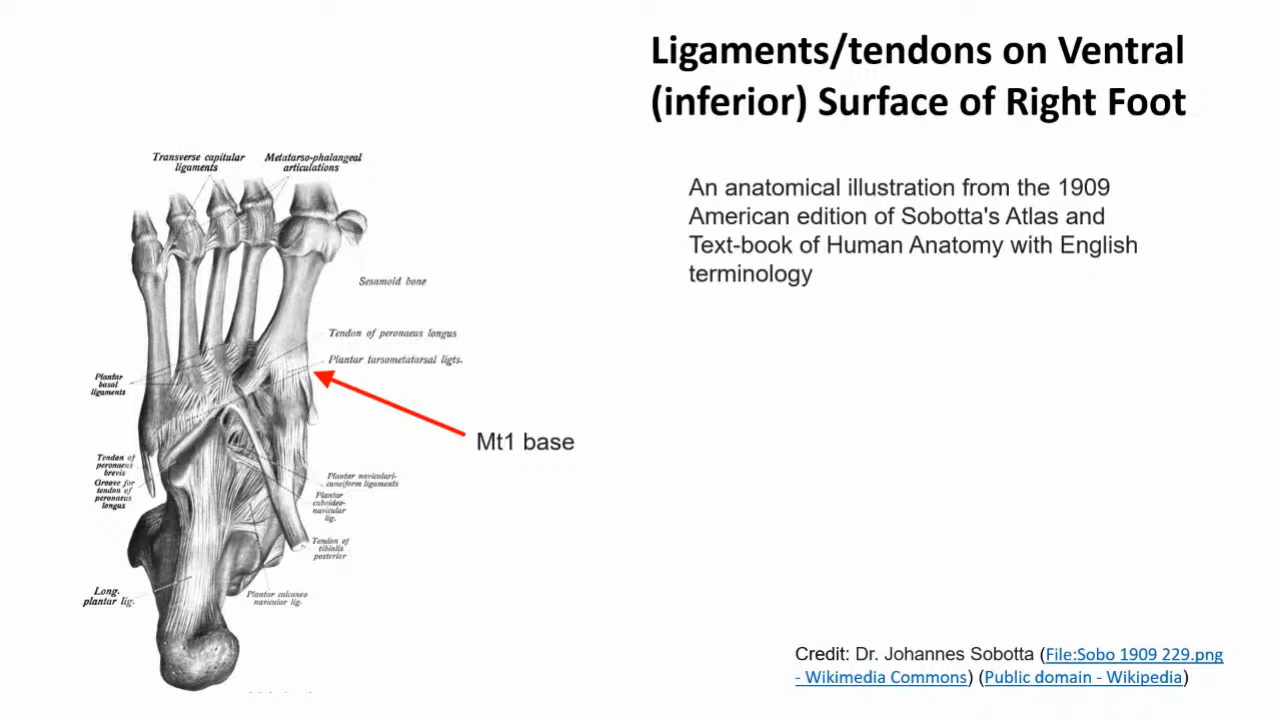 Ligaments/tendons on Ventral
(inferior) Surface of Right Foot
An anatomical illustration from the 1909
American edition of Sobotta's Atlas and
Text-book of Human Anatomy with English
terminology
Transverse capitular
ligaments
Metatarso-phalangeal
articulations
Sesamoid bone
Tendon of peronaeus longus
Plantar tarsometatarsal ligts.
Plantar
basal
ligaments
Mt1 base
Tendon of
peronaeus
brevis
Groove for
tendon of
peronaeus
longus
Plantar naviculari-
cuneiform ligaments
Plantar
cuboideo-
navicular
lig.
Tendon of
tibialis
posterior
Long.
plantar lig.
Plantar calcaneo
navicular lig.
Credit: Dr. Johannes Sobotta (File:Sobo 1909 229.png
- Wikimedia Commons) (Public domain - Wikipedia)